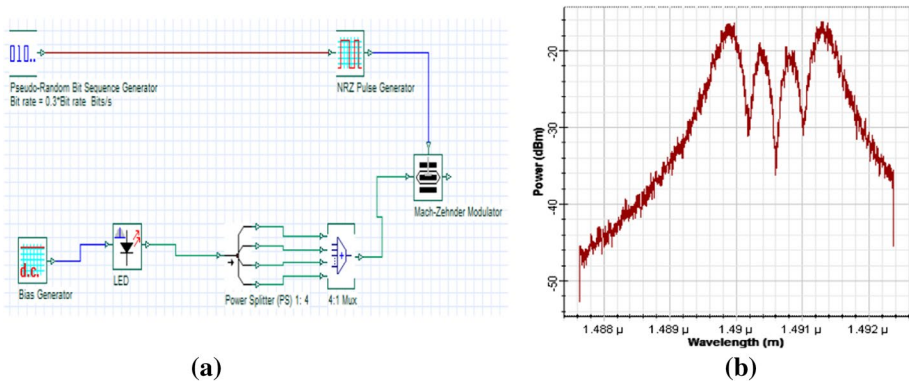 Pseudo-Random Bit Sequence Generator
Bit rate = 0.3*Bit rate Bits/s
NRZ Pulse Generator
Mach-Zehnder Modulator
d.c.
Bias Generator
LED
Power Splitter (PS) 1: 4
4:1 Mux
(a)
(b)
Power (dBm)
-20
-30
-40
-50
1.488 µ
1.489 µ
1.49 µ
1.491 µ
1.492 µ
Wavelength (m)